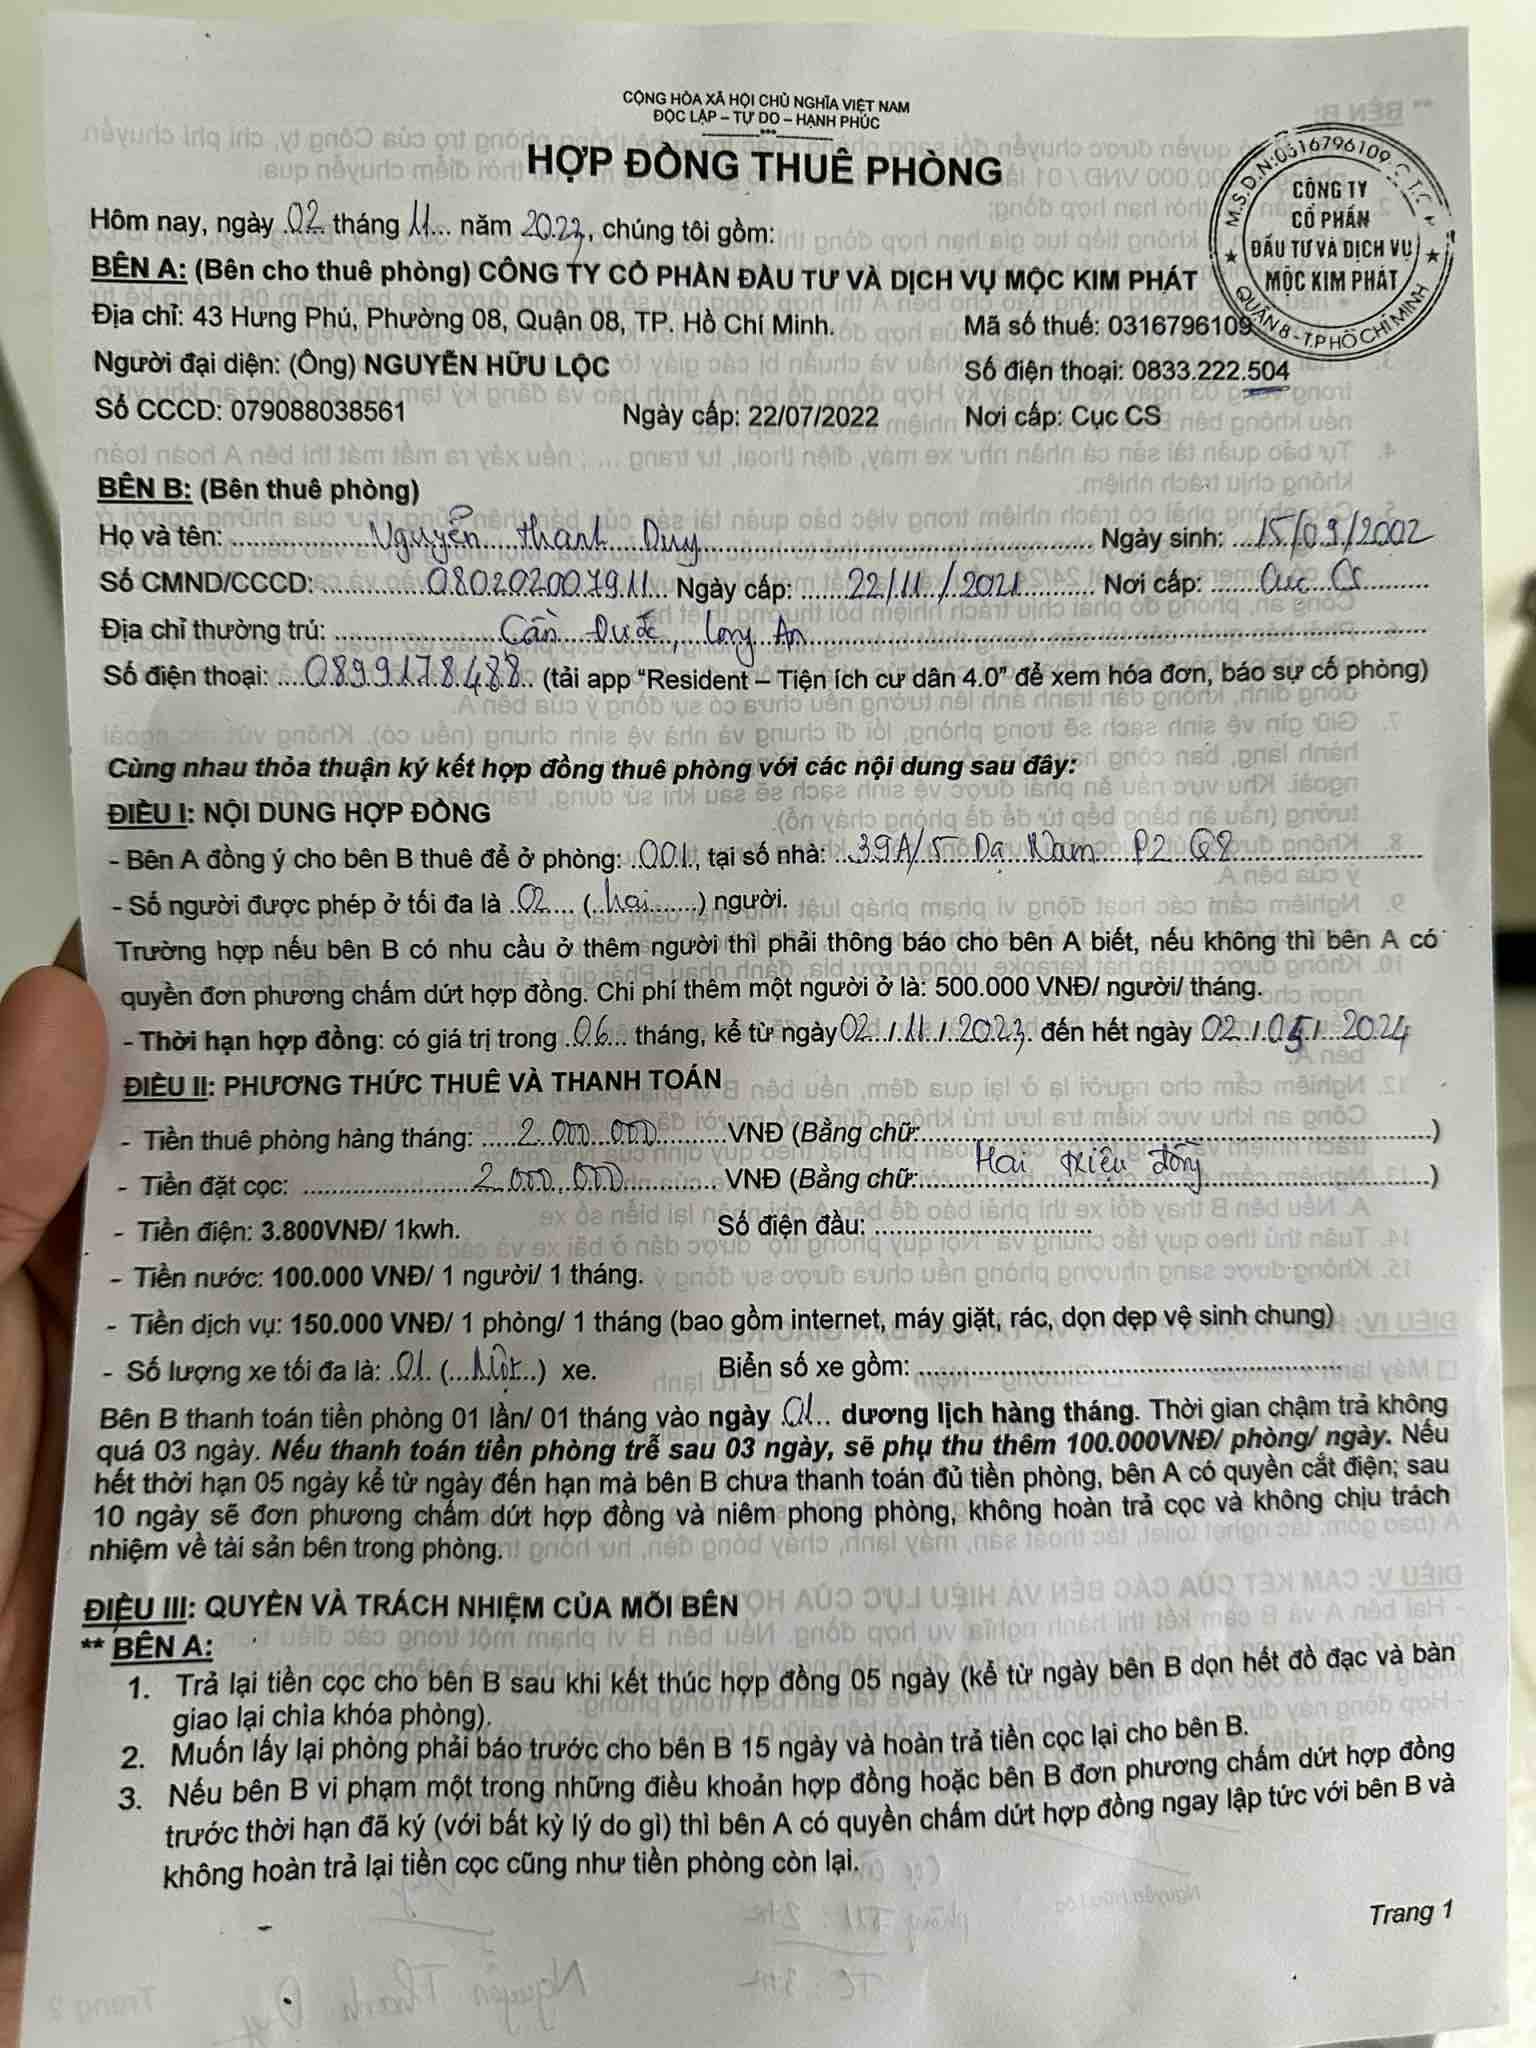 CỘNG HÒA XÃ HỘI CHỦ NGHĨA VIỆT NAM
ĐỘC LẬP – TỰ DO – HẠNH PHÚC
HỢP ĐỒNG THUÊ PHÒNG
M.S.D.N:0316796109-C.T.C.P
CÔNG TY
CỔ PHẦN
ĐẦU TƯ VÀ DỊCH VỤ
MỘC KIM PHÁT
QUẬN 8 - T.P HỒ CHÍ MINH
Hôm nay, ngày 02 tháng 11 năm 2023, chúng tôi gồm:
BÊN A: (Bên cho thuê phòng) CÔNG TY CỔ PHẦN ĐẦU TƯ VÀ DỊCH VỤ MỘC KIM PHÁT
Địa chỉ: 43 Hưng Phú, Phường 08, Quận 08, TP. Hồ Chí Minh. Mã số thuế: 0316796109
Người đại diện: (Ông) NGUYỄN HỮU LỘC Số điện thoại: 0833.222.504
Số CCCD: 079088038561 Ngày cấp: 22/07/2022 Nơi cấp: Cục CS
BÊN B: (Bên thuê phòng)
Họ và tên: Nguyễn Thanh Duy Ngày sinh: 15/09/2002
Số CMND/CCCD: 080202007911 Ngày cấp: 22/11/2021 Nơi cấp: Cục Cs
Địa chỉ thường trú: Cần Đước, Long An
Số điện thoại: 0899178488 (tải app “Resident – Tiện ích cư dân 4.0” để xem hóa đơn, báo sự cố phòng)
Cùng nhau thỏa thuận ký kết hợp đồng thuê phòng với các nội dung sau đây:
ĐIỀU I: NỘI DUNG HỢP ĐỒNG
- Bên A đồng ý cho bên B thuê để ở phòng: 001, tại số nhà: 39A/5 Dạ Nam P2 Q8
- Số người được phép ở tối đa là 02 (hai) người.
Trường hợp nếu bên B có nhu cầu ở thêm người thì phải thông báo cho bên A biết, nếu không thì bên A có
quyền đơn phương chấm dứt hợp đồng. Chi phí thêm một người ở là: 500.000 VNĐ/ người/ tháng.
- Thời hạn hợp đồng: có giá trị trong 06 tháng, kể từ ngày 02/11/2023 đến hết ngày 02/05/2024
ĐIỀU II: PHƯƠNG THỨC THUÊ VÀ THANH TOÁN
- Tiền thuê phòng hàng tháng: 2.000.000 VNĐ (Bằng chữ: )
- Tiền đặt cọc: 2.000.000 VNĐ (Bằng chữ: Hai triệu đồng )
- Tiền điện: 3.800VNĐ/ 1kwh. Số điện đầu:
- Tiền nước: 100.000 VNĐ/ 1 người/ 1 tháng.
- Tiền dịch vụ: 150.000 VNĐ/ 1 phòng/ 1 tháng (bao gồm internet, máy giặt, rác, dọn dẹp vệ sinh chung)
- Số lượng xe tối đa là: 01 (Một) xe. Biển số xe gồm:
Bên B thanh toán tiền phòng 01 lần/ 01 tháng vào ngày 01 dương lịch hàng tháng. Thời gian chậm trả không
quá 03 ngày. Nếu thanh toán tiền phòng trễ sau 03 ngày, sẽ phụ thu thêm 100.000VNĐ/ phòng/ ngày. Nếu
hết thời hạn 05 ngày kể từ ngày đến hạn mà bên B chưa thanh toán đủ tiền phòng, bên A có quyền cắt điện; sau
10 ngày sẽ đơn phương chấm dứt hợp đồng và niêm phong phòng, không hoàn trả cọc và không chịu trách
nhiệm về tài sản bên trong phòng.
ĐIỀU III: QUYỀN VÀ TRÁCH NHIỆM CỦA MỖI BÊN
** BÊN A:
1. Trả lại tiền cọc cho bên B sau khi kết thúc hợp đồng 05 ngày (kể từ ngày bên B dọn hết đồ đạc và bàn
giao lại chìa khóa phòng).
2. Muốn lấy lại phòng phải báo trước cho bên B 15 ngày và hoàn trả tiền cọc lại cho bên B.
3. Nếu bên B vi phạm một trong những điều khoản hợp đồng hoặc bên B đơn phương chấm dứt hợp đồng
trước thời hạn đã ký (với bất kỳ lý do gì) thì bên A có quyền chấm dứt hợp đồng ngay lập tức với bên B và
không hoàn trả lại tiền cọc cũng như tiền phòng còn lại.
Trang 1